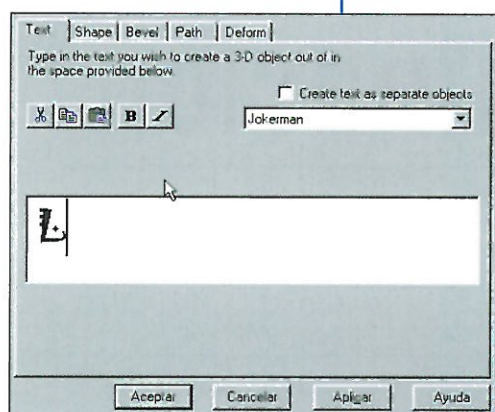 Text Shape Bevel Path Deform
Type in the text you wish to create a 3-D object out of in
the space provided below.
Create text as separate objects
B I
Jokerman
L
Aceptar Cancelar Aplicar Ayuda